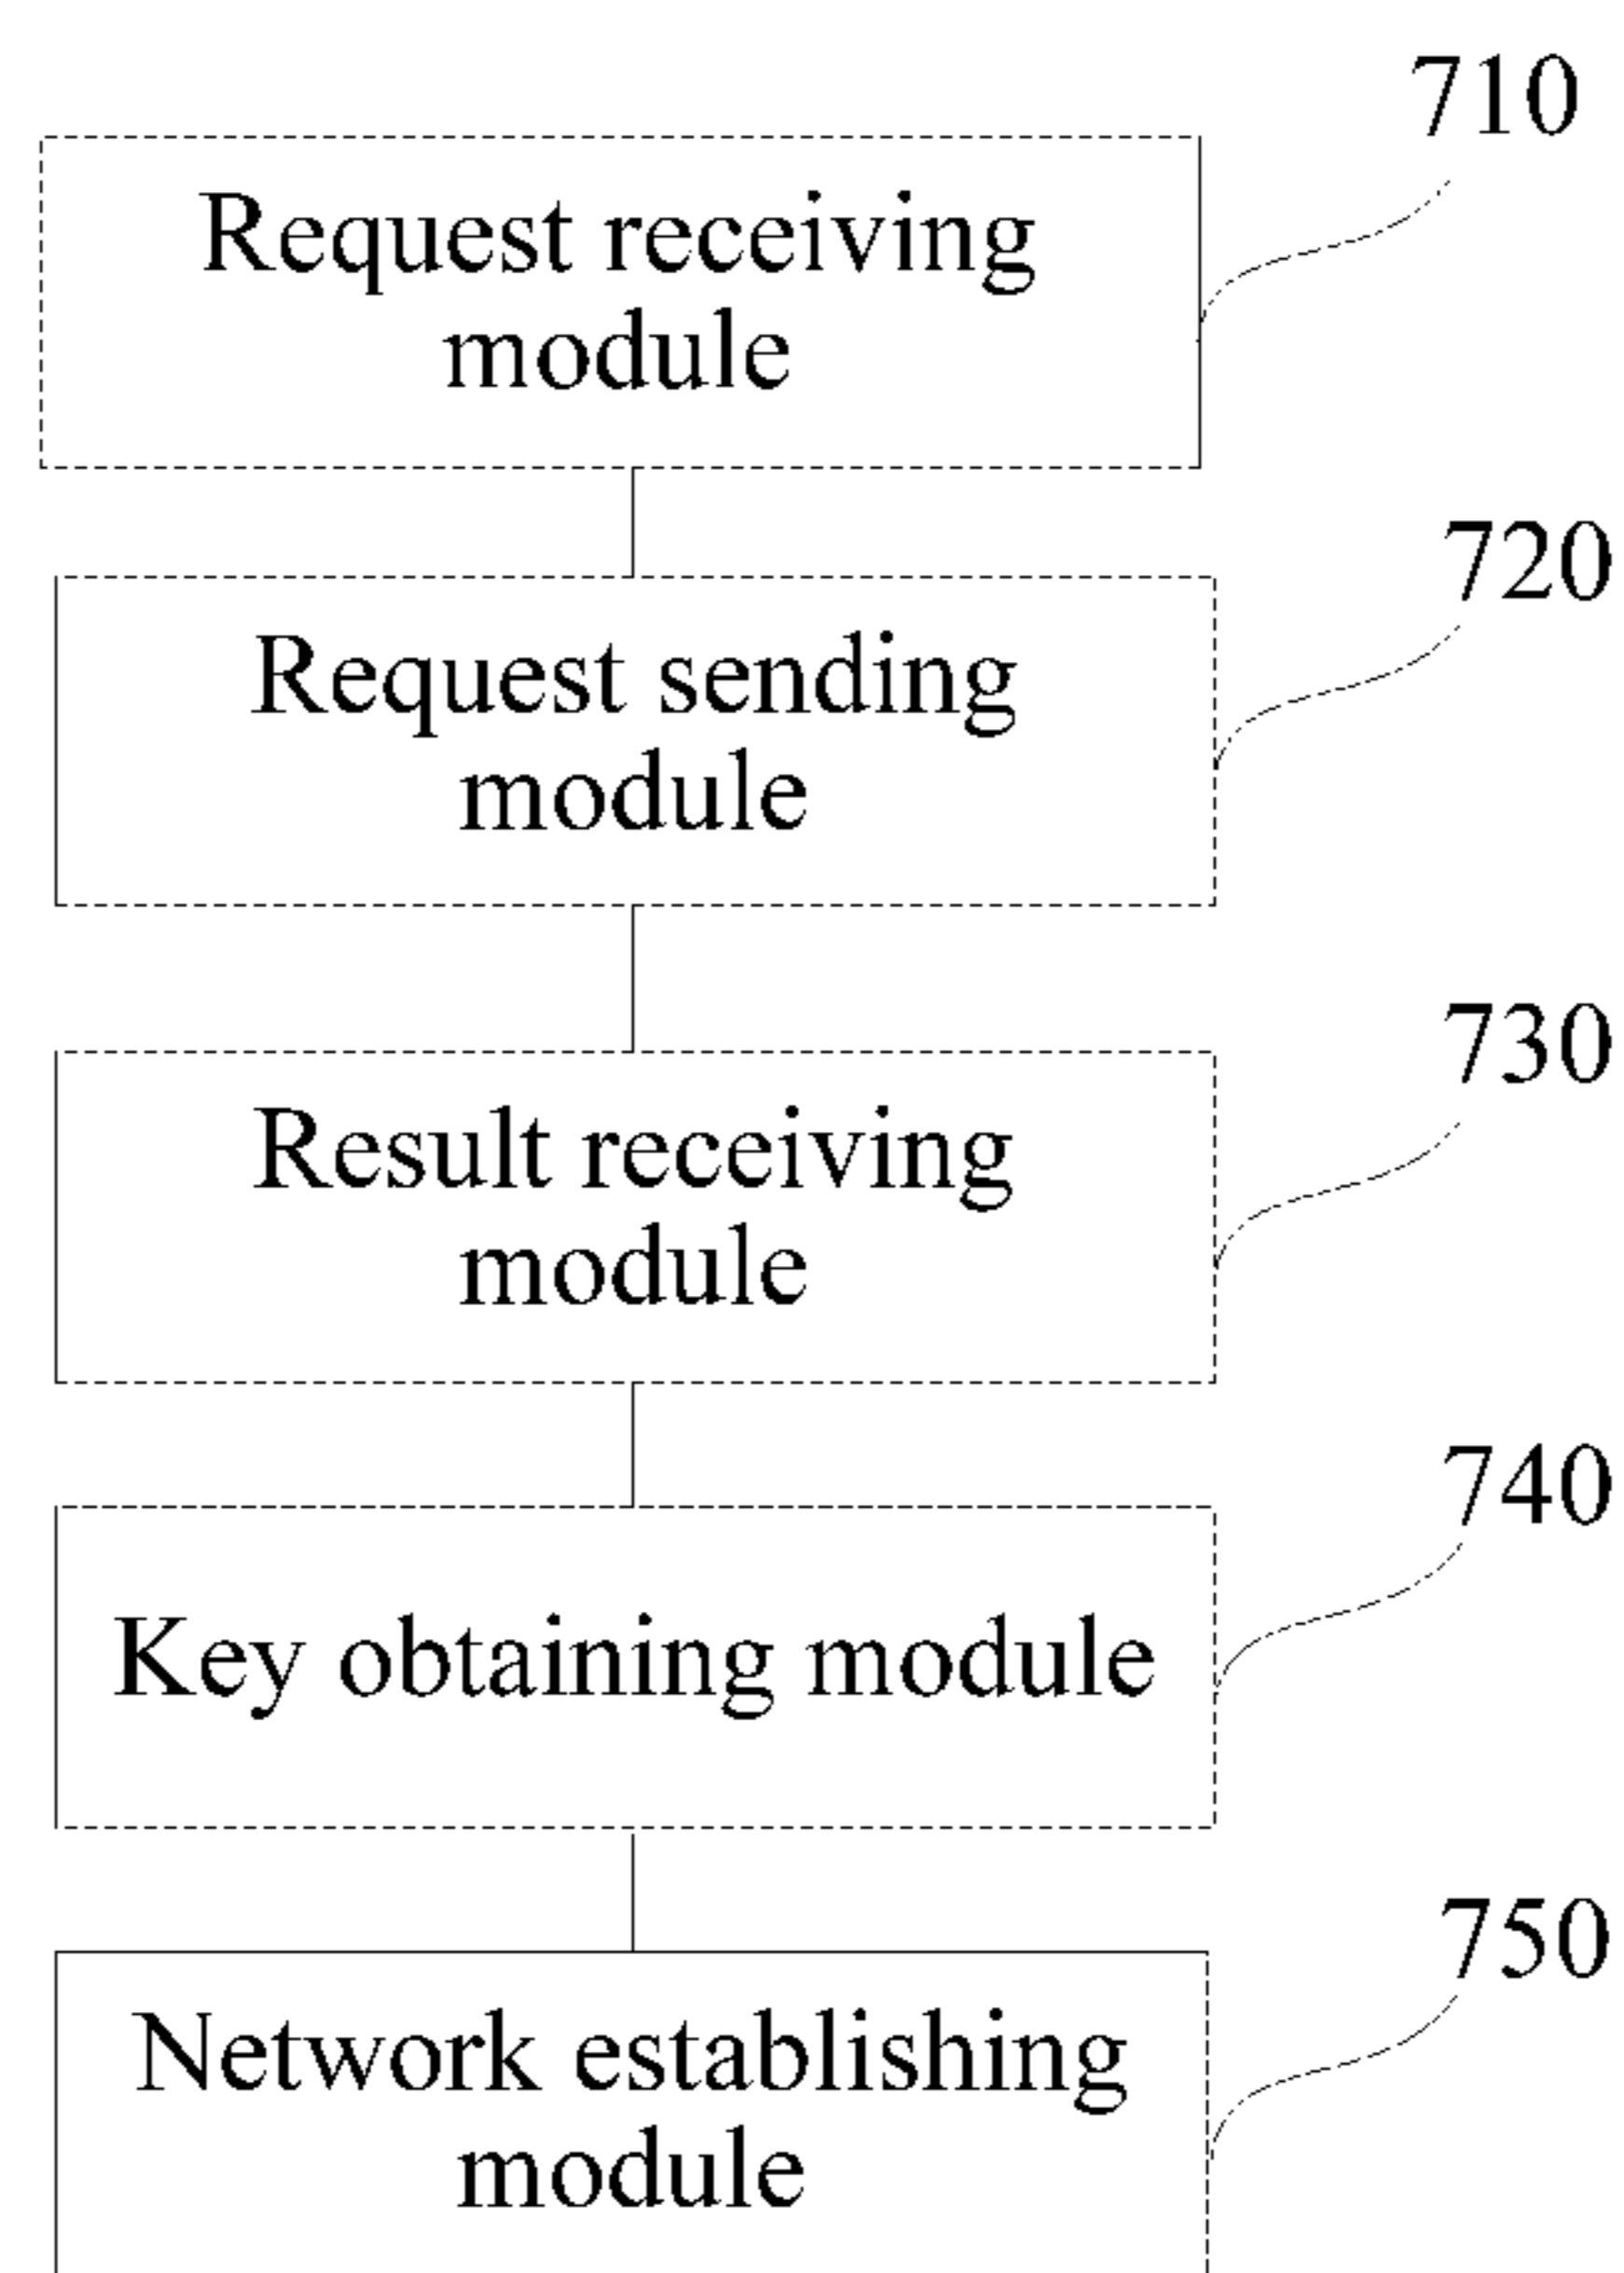 710
Request receiving
module
720
Request sending
module
730
Result receiving
module
740
Key obtaining module
750
Network establishing
module